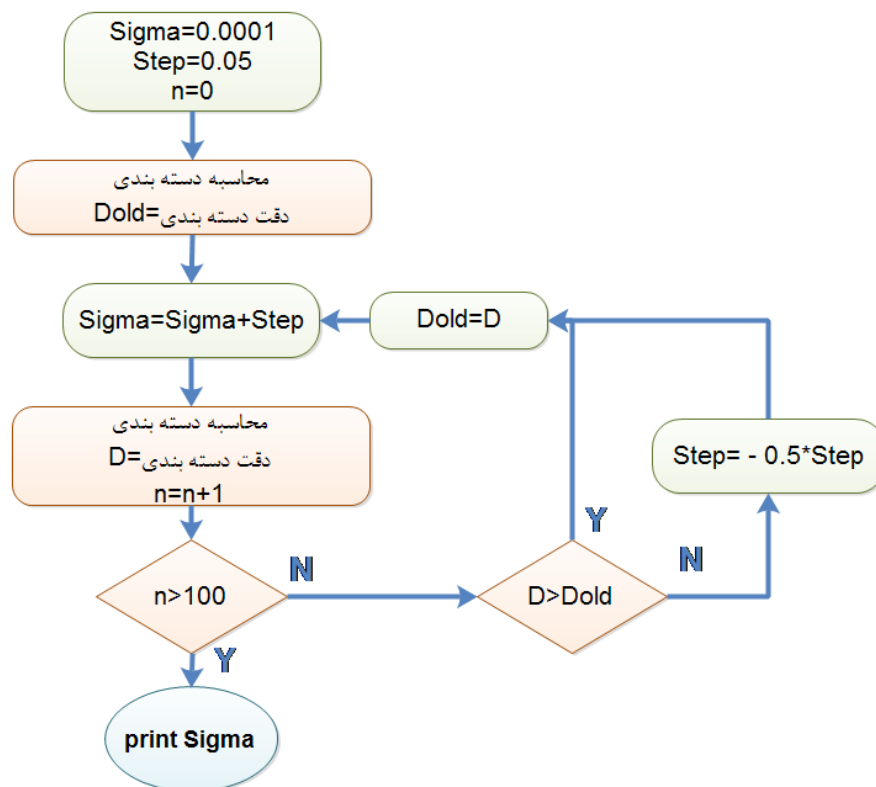 Sigma=0.0001
Step=0.05
n=0
محاسبه دسته بندی
Dold=دقت دسته بندی
Sigma=Sigma+Step
Dold=D
محاسبه دسته بندی
D=دقت دسته بندی
n=n+1
Step= - 0.5*Step
n>100
N
Y
D>Dold
Y
N
print Sigma